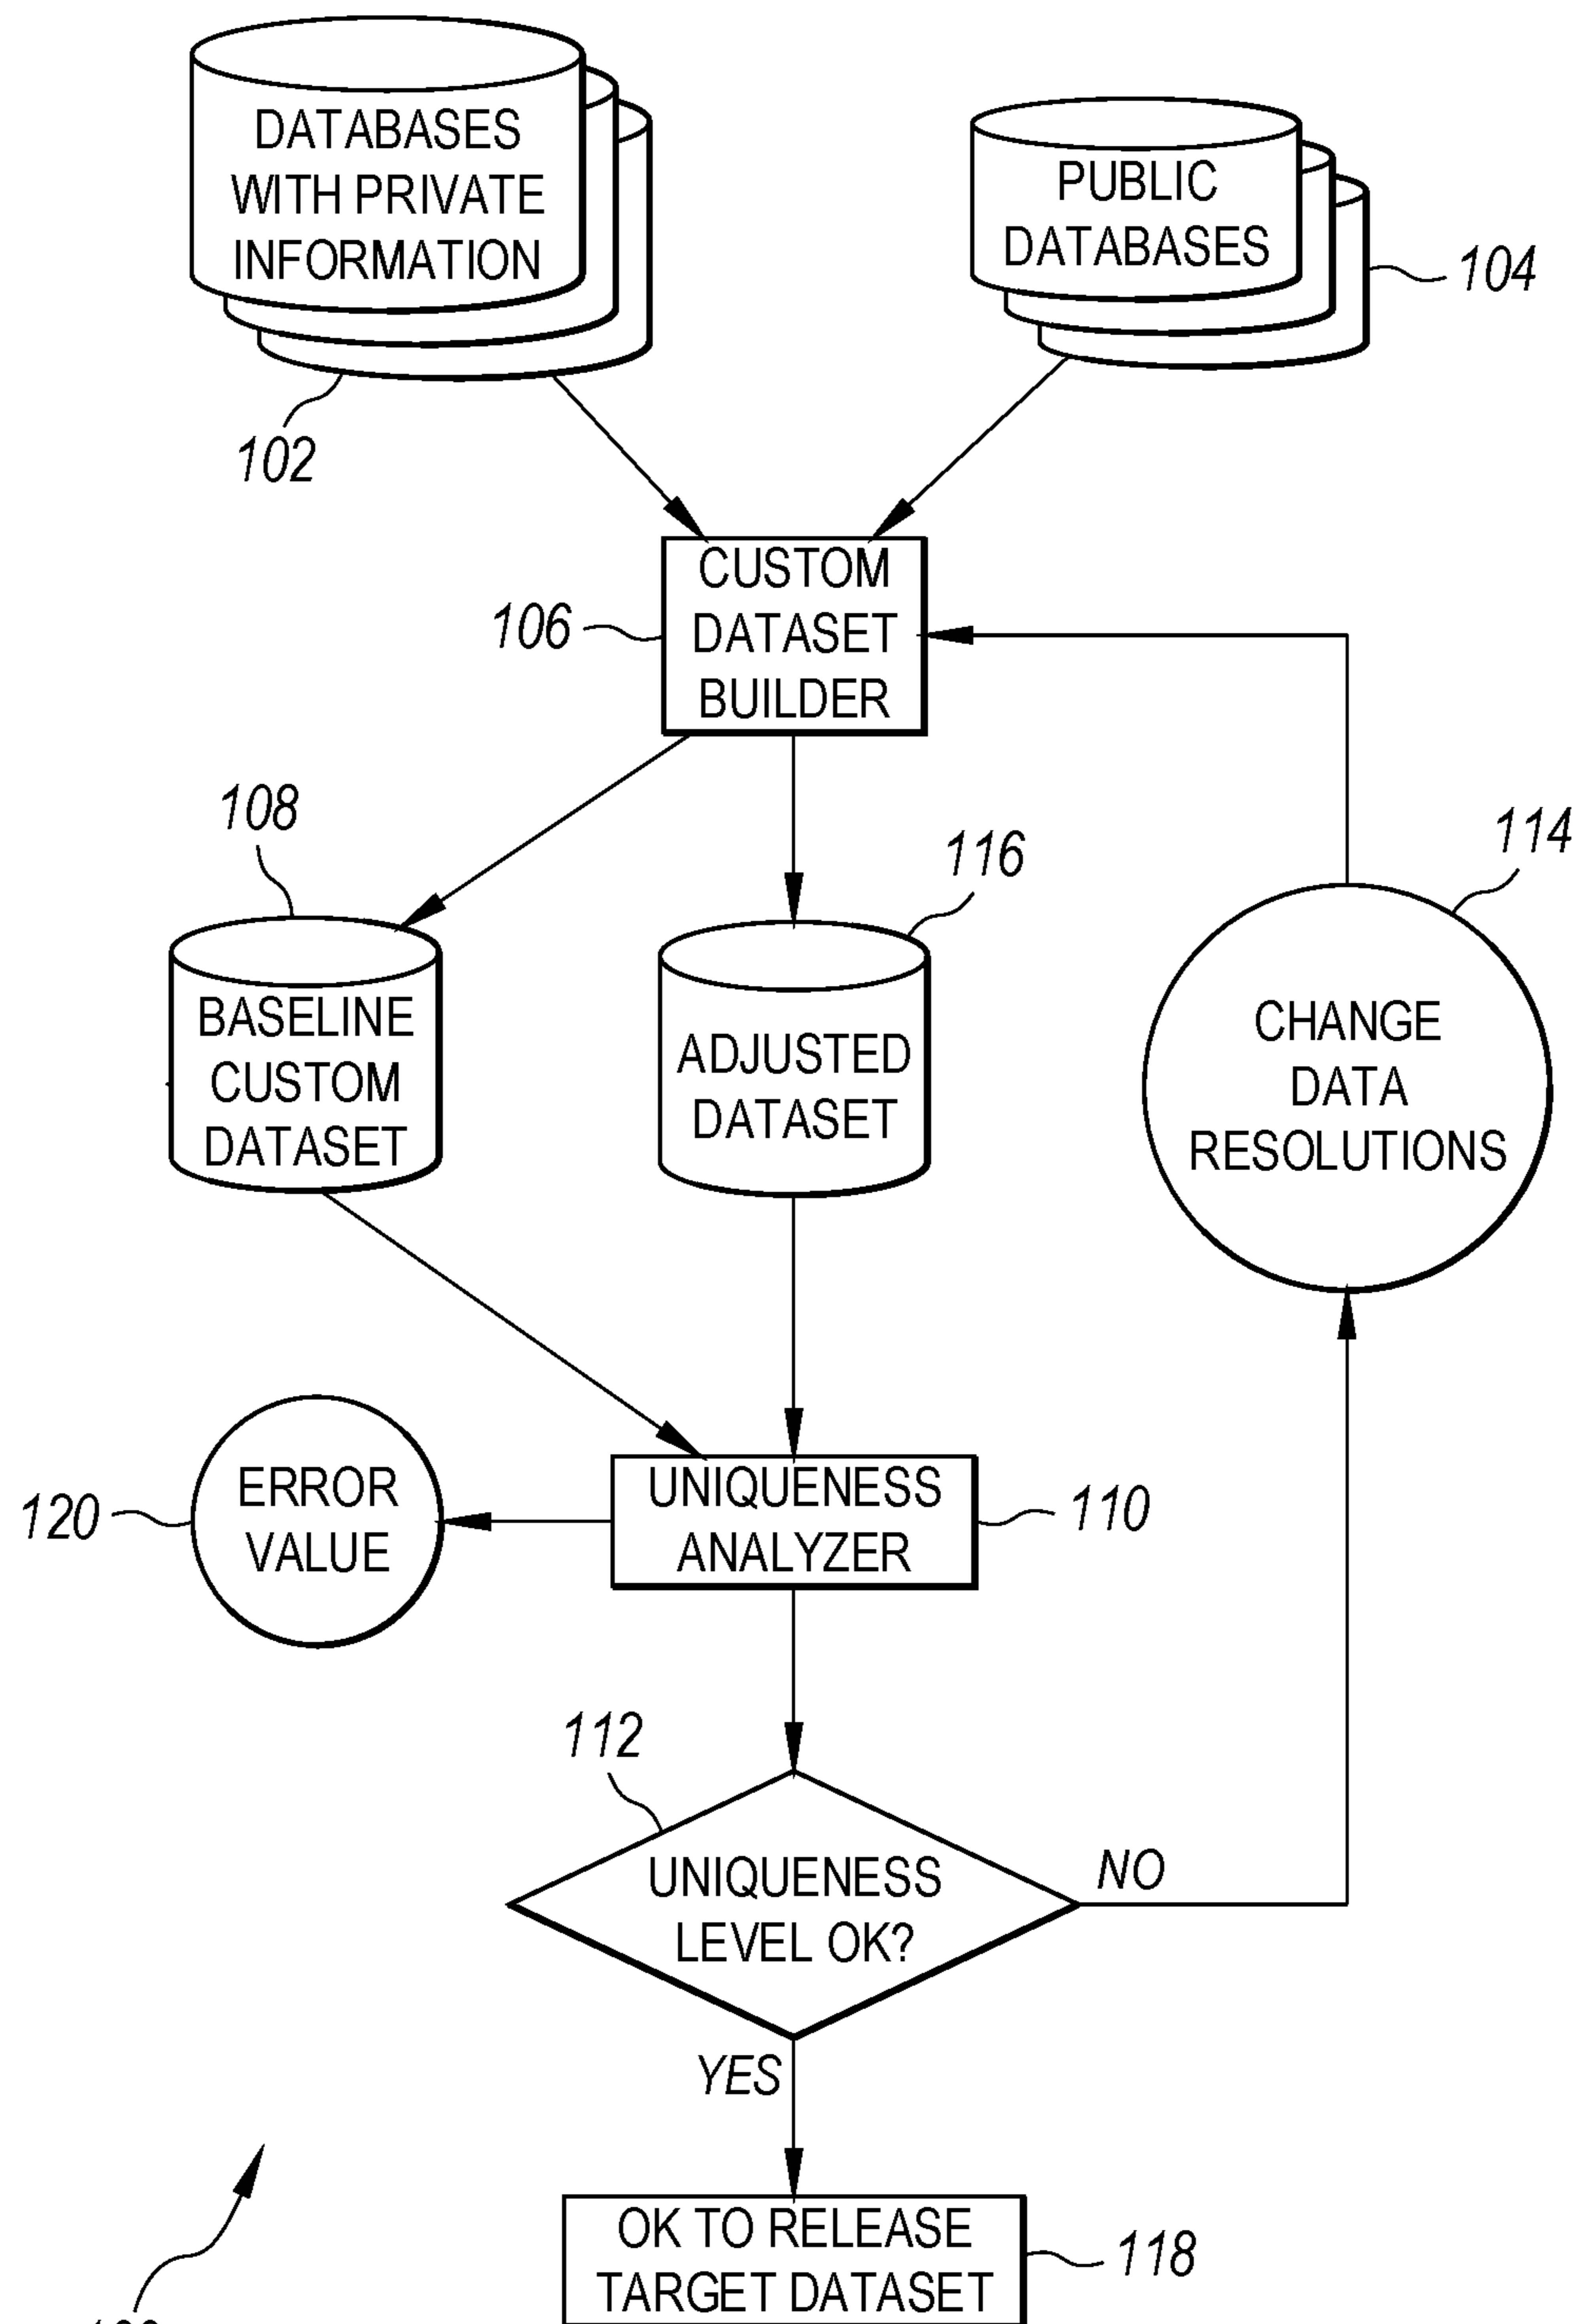 DATABASES
WITH PRIVATE
INFORMATION
PUBLIC
DATABASES
104
102
CUSTOM
DATASET
BUILDER
106
108
116
114
BASELINE
CUSTOM
DATASET
ADJUSTED
DATASET
CHANGE
DATA
RESOLUTIONS
ERROR
VALUE
120
UNIQUENESS
ANALYZER
110
112
UNIQUENESS
LEVEL OK?
NO
YES
OK TO RELEASE
TARGET DATASET
118